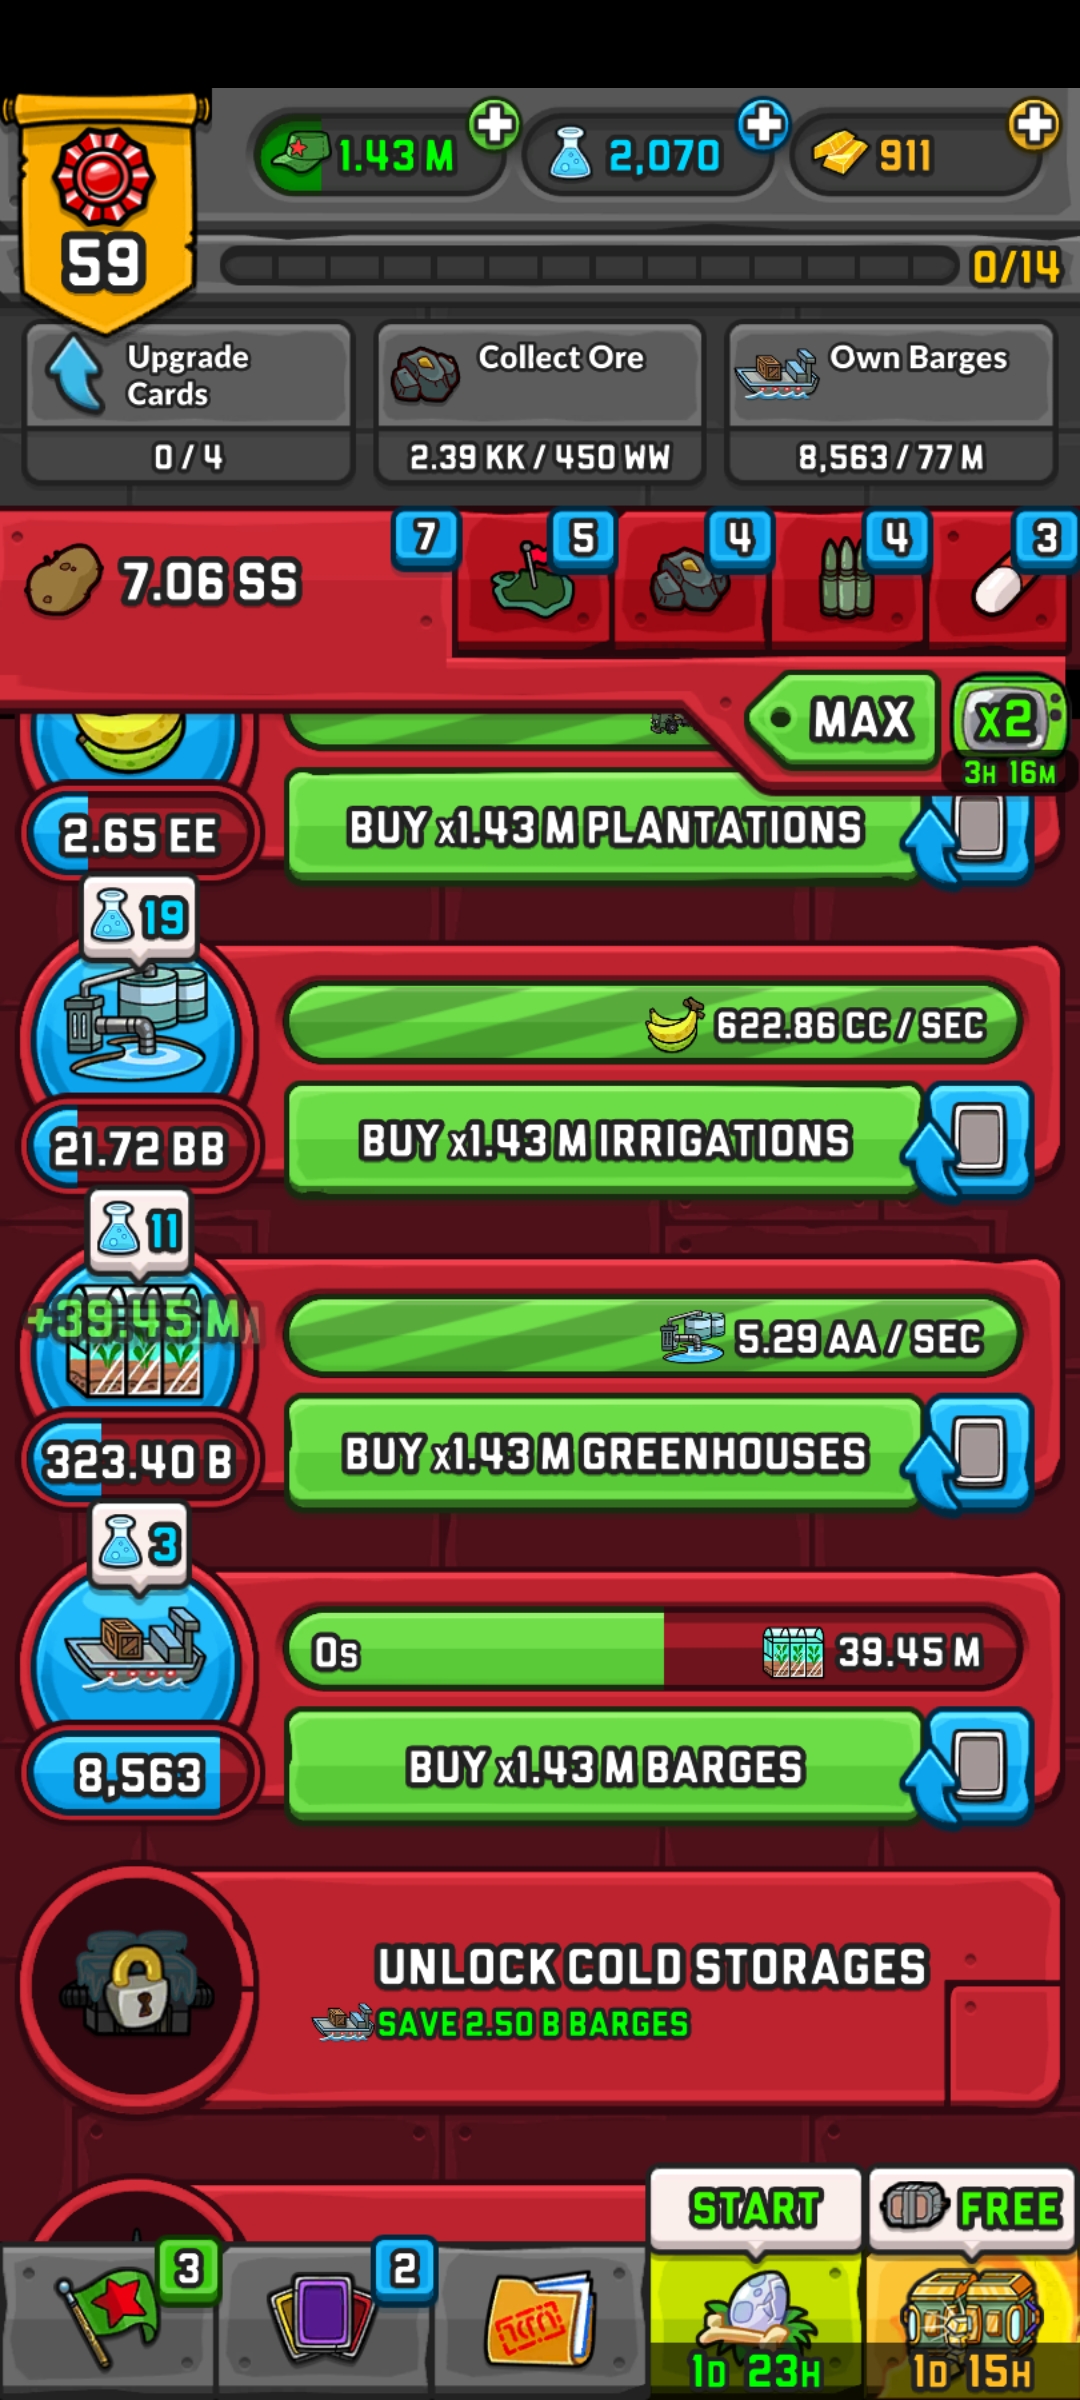 1.43 M
2,070
911
59
0/14
Upgrade
Cards
0 / 4
Collect Ore
2.39 KK / 450 WW
Own Barges
8,563 / 77 M
7.06 SS
7
5
4
4
3
MAX
x2
3H 16M
2.65 EE
BUY x1.43 M PLANTATIONS
19
622.86 CC / SEC
21.72 BB
BUY x1.43 M IRRIGATIONS
11
+39.45 M
5.29 AA / SEC
323.40 B
BUY x1.43 M GREENHOUSES
3
0s
39.45 M
8,563
BUY x1.43 M BARGES
UNLOCK COLD STORAGES
SAVE 2.50 B BARGES
START
FREE
3
2
1D 23H
1D 15H